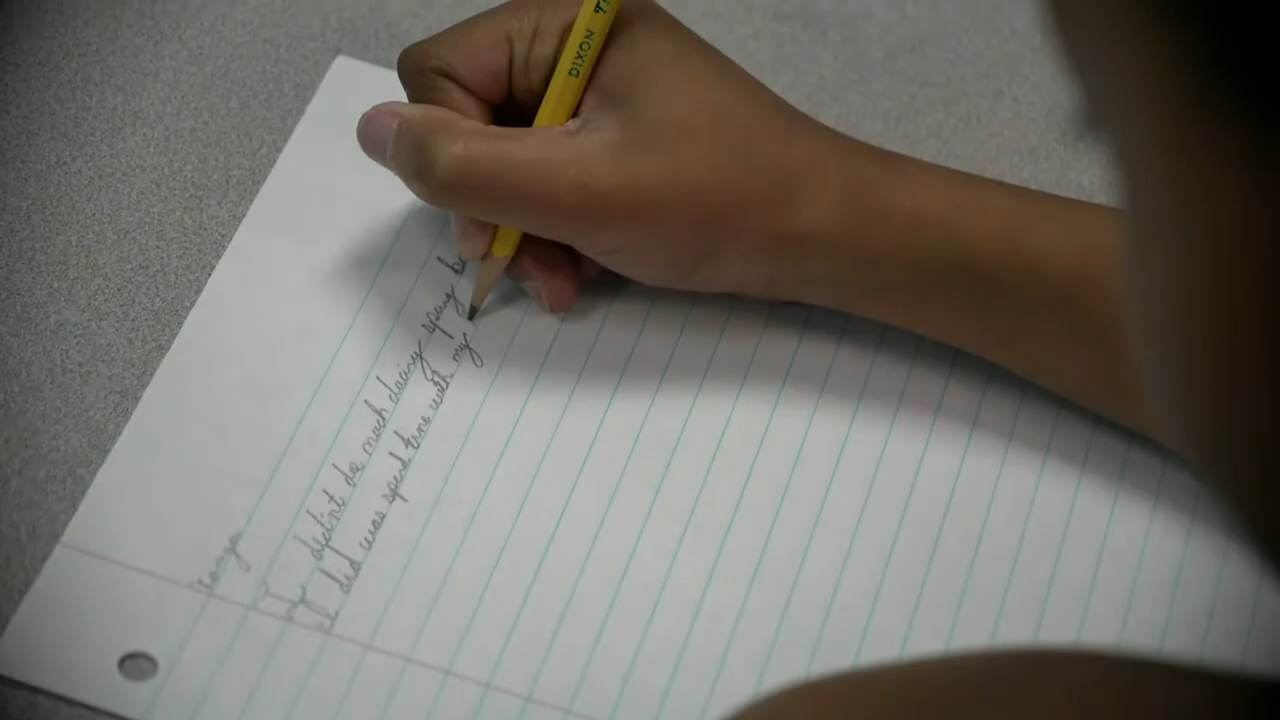 DIXON
I didn't do much during spring
I did was spend time with my